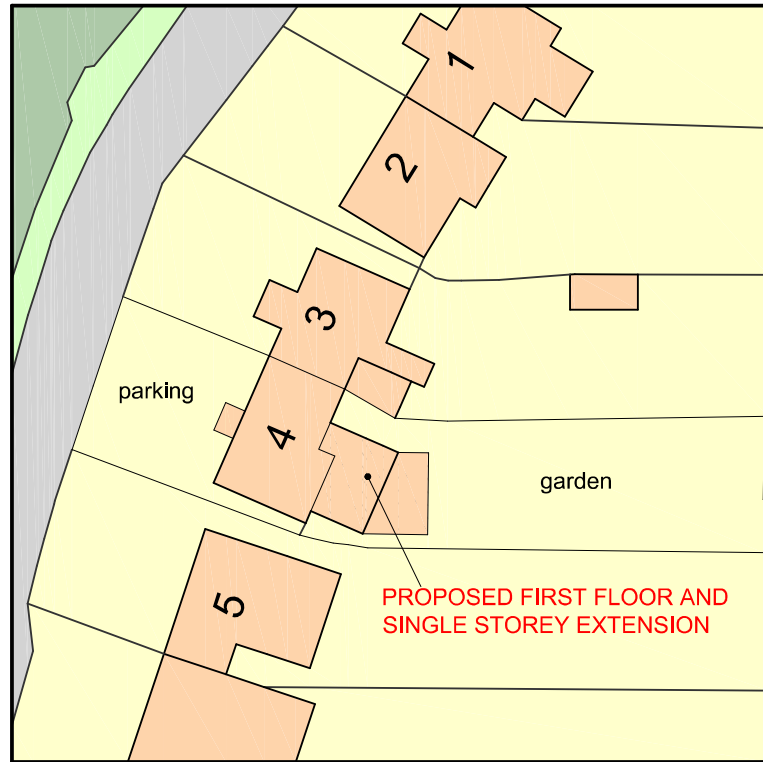 1
2
3
parking
4
garden
PROPOSED FIRST FLOOR AND
SINGLE STOREY EXTENSION
5